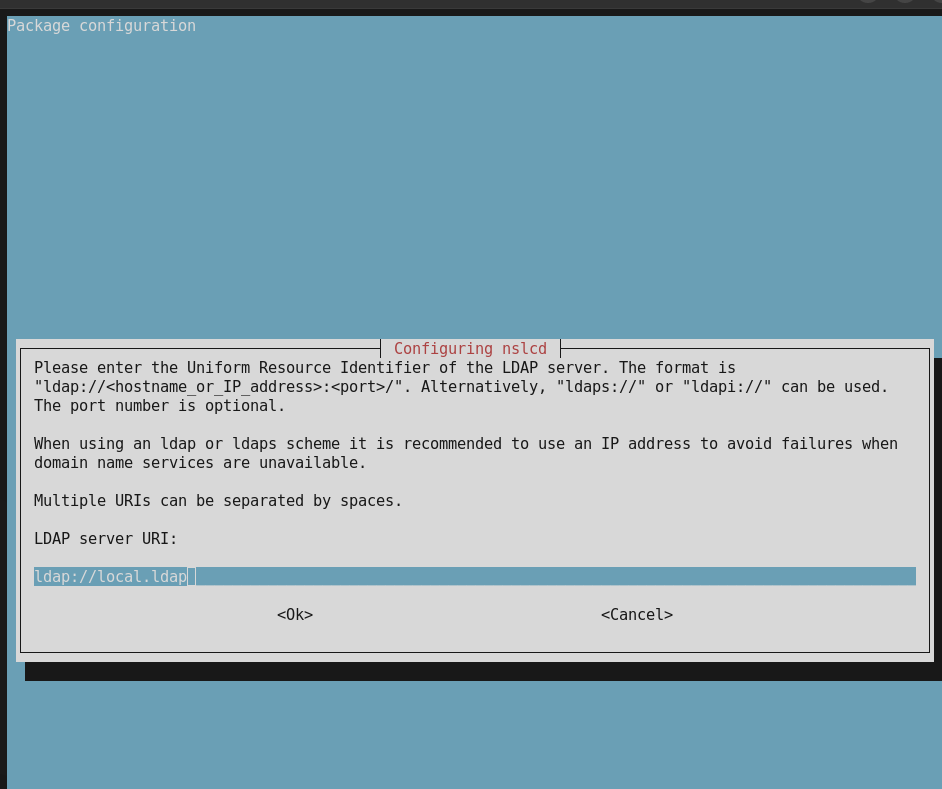 Package configuration
Configuring nslcd
Please enter the Uniform Resource Identifier of the LDAP server. The format is
"ldap://<hostname_or_IP_address>:<port>/". Alternatively, "ldaps://" or "ldapi://" can be used.
The port number is optional.
When using an ldap or ldaps scheme it is recommended to use an IP address to avoid failures when
domain name services are unavailable.
Multiple URIs can be separated by spaces.
LDAP server URI:
ldap://local.ldap
<Ok> <Cancel>